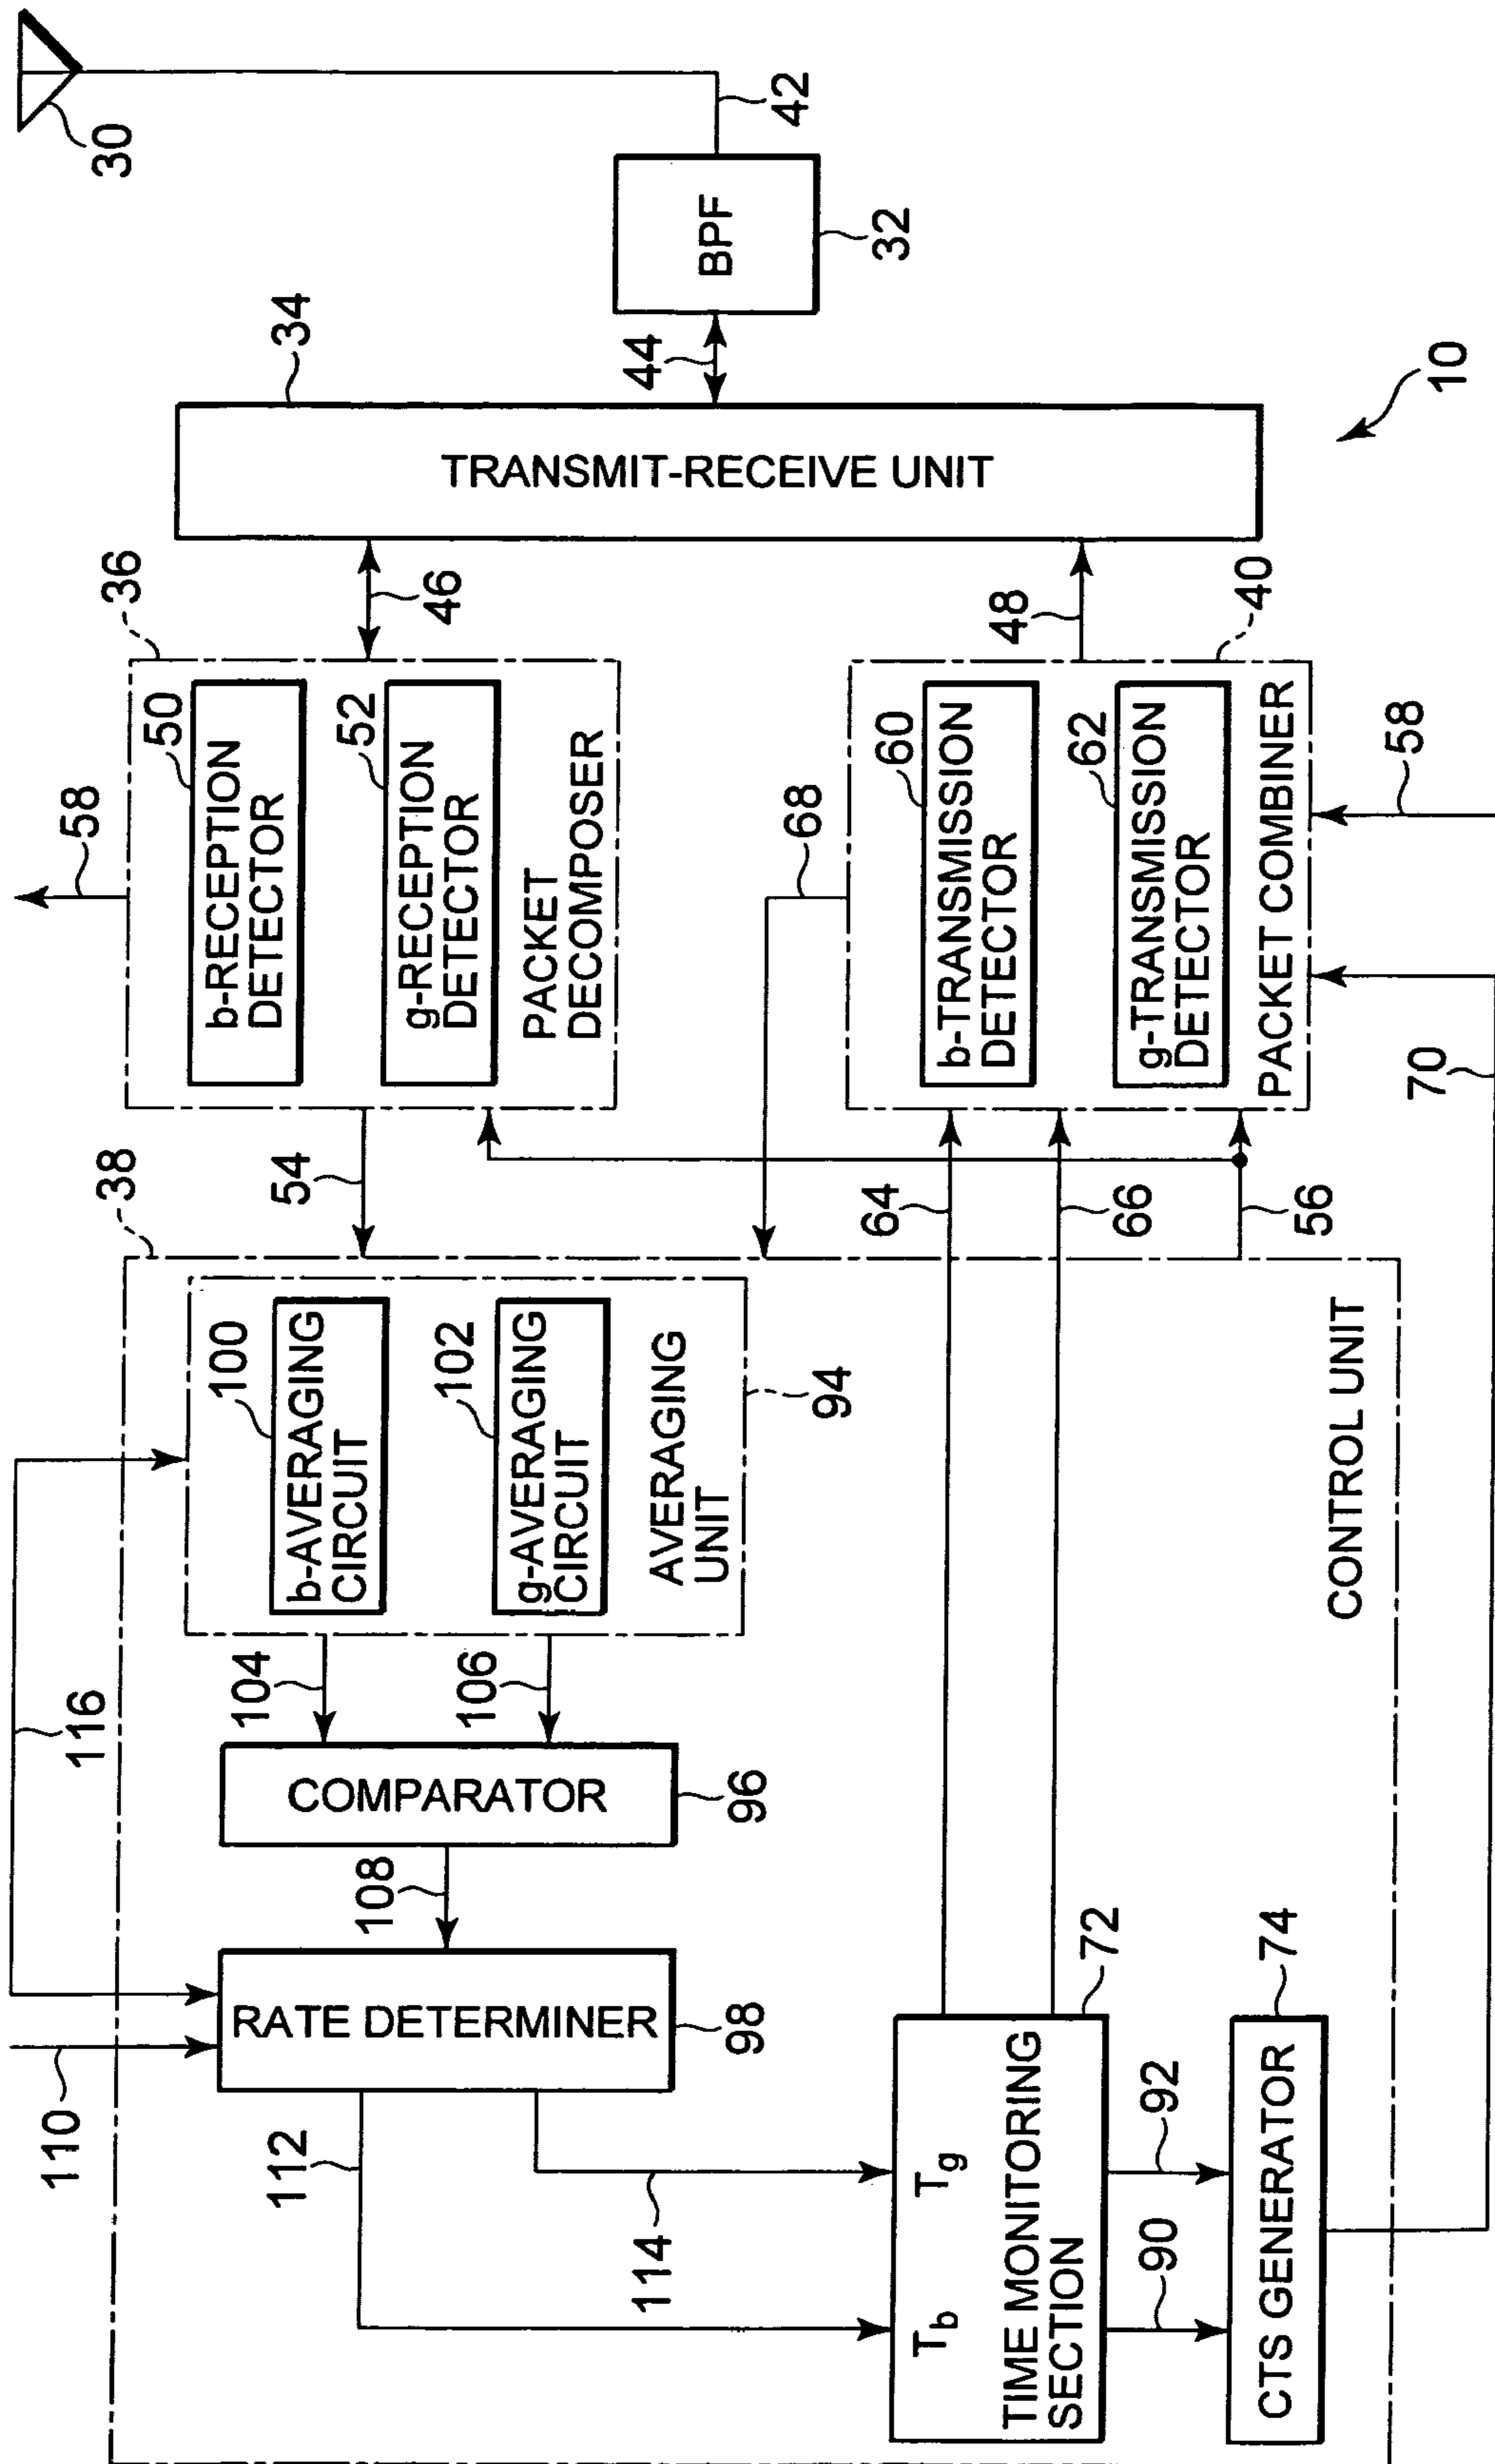 30
42
BPF
32
44
34
TRANSMIT-RECEIVE UNIT
10
36
46
48
40
58
50
b-RECEPTION
DETECTOR
52
g-RECEPTION
DETECTOR
PACKET
DECOMPOSER
68
60
b-TRANSMISSION
DETECTOR
62
g-TRANSMISSION
DETECTOR
PACKET COMBINER
58
70
38
54
64
66
56
116
100
b-AVERAGING
CIRCUIT
102
g-AVERAGING
CIRCUIT
AVERAGING
UNIT
94
CONTROL UNIT
104
106
COMPARATOR
96
108
110
RATE DETERMINER
98
112
114
72
Tb
Tg
TIME MONITORING
SECTION
90
92
74
CTS GENERATOR